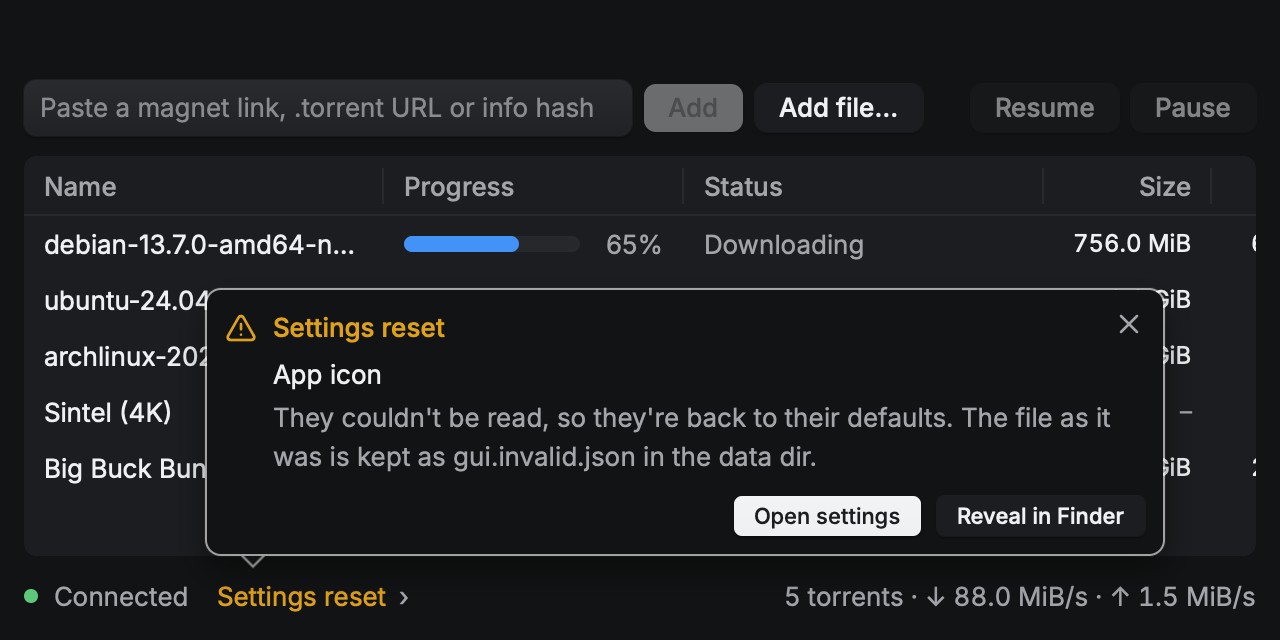 Paste a magnet link, .torrent URL or info hash Add Add file... Resume Pause
Name Progress Status Size
debian-13.7.0-amd64-n... 65% Downloading 756.0 MiB
ubuntu-24.04 GiB
Settings reset
archlinux-202 GiB
App icon
Sintel (4K) –
They couldn't be read, so they're back to their defaults. The file as it
was is kept as gui.invalid.json in the data dir.
Big Buck Bun GiB
Open settings Reveal in Finder
Connected Settings reset › 5 torrents · ↓ 88.0 MiB/s · ↑ 1.5 MiB/s